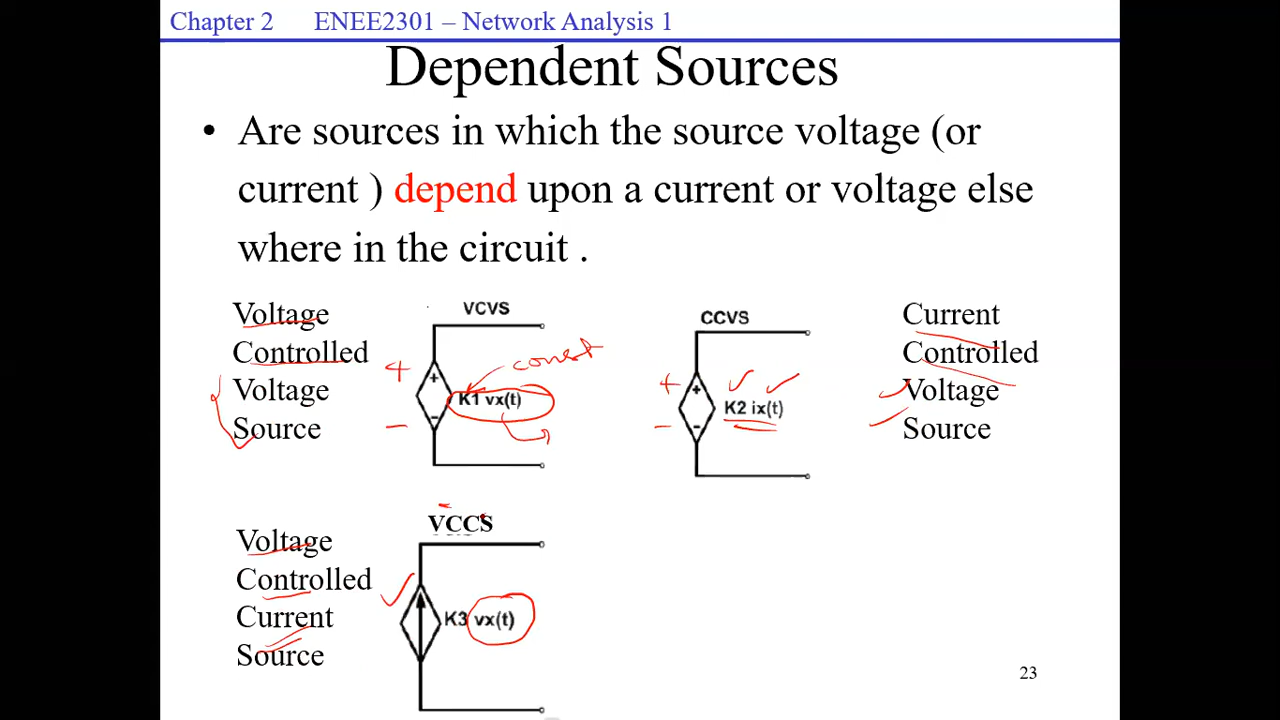 Chapter 2 ENEE2301 – Network Analysis 1
Dependent Sources
• Are sources in which the source voltage (or
current ) depend upon a current or voltage else
where in the circuit .
Voltage
Controlled
Voltage
Source
VCVS
+
-
K1 vx(t)
+
–
const
CCVS
+
-
K2 ix(t)
+
–
Current
Controlled
Voltage
Source
Voltage
Controlled
Current
Source
VCCS
K3 vx(t)
23